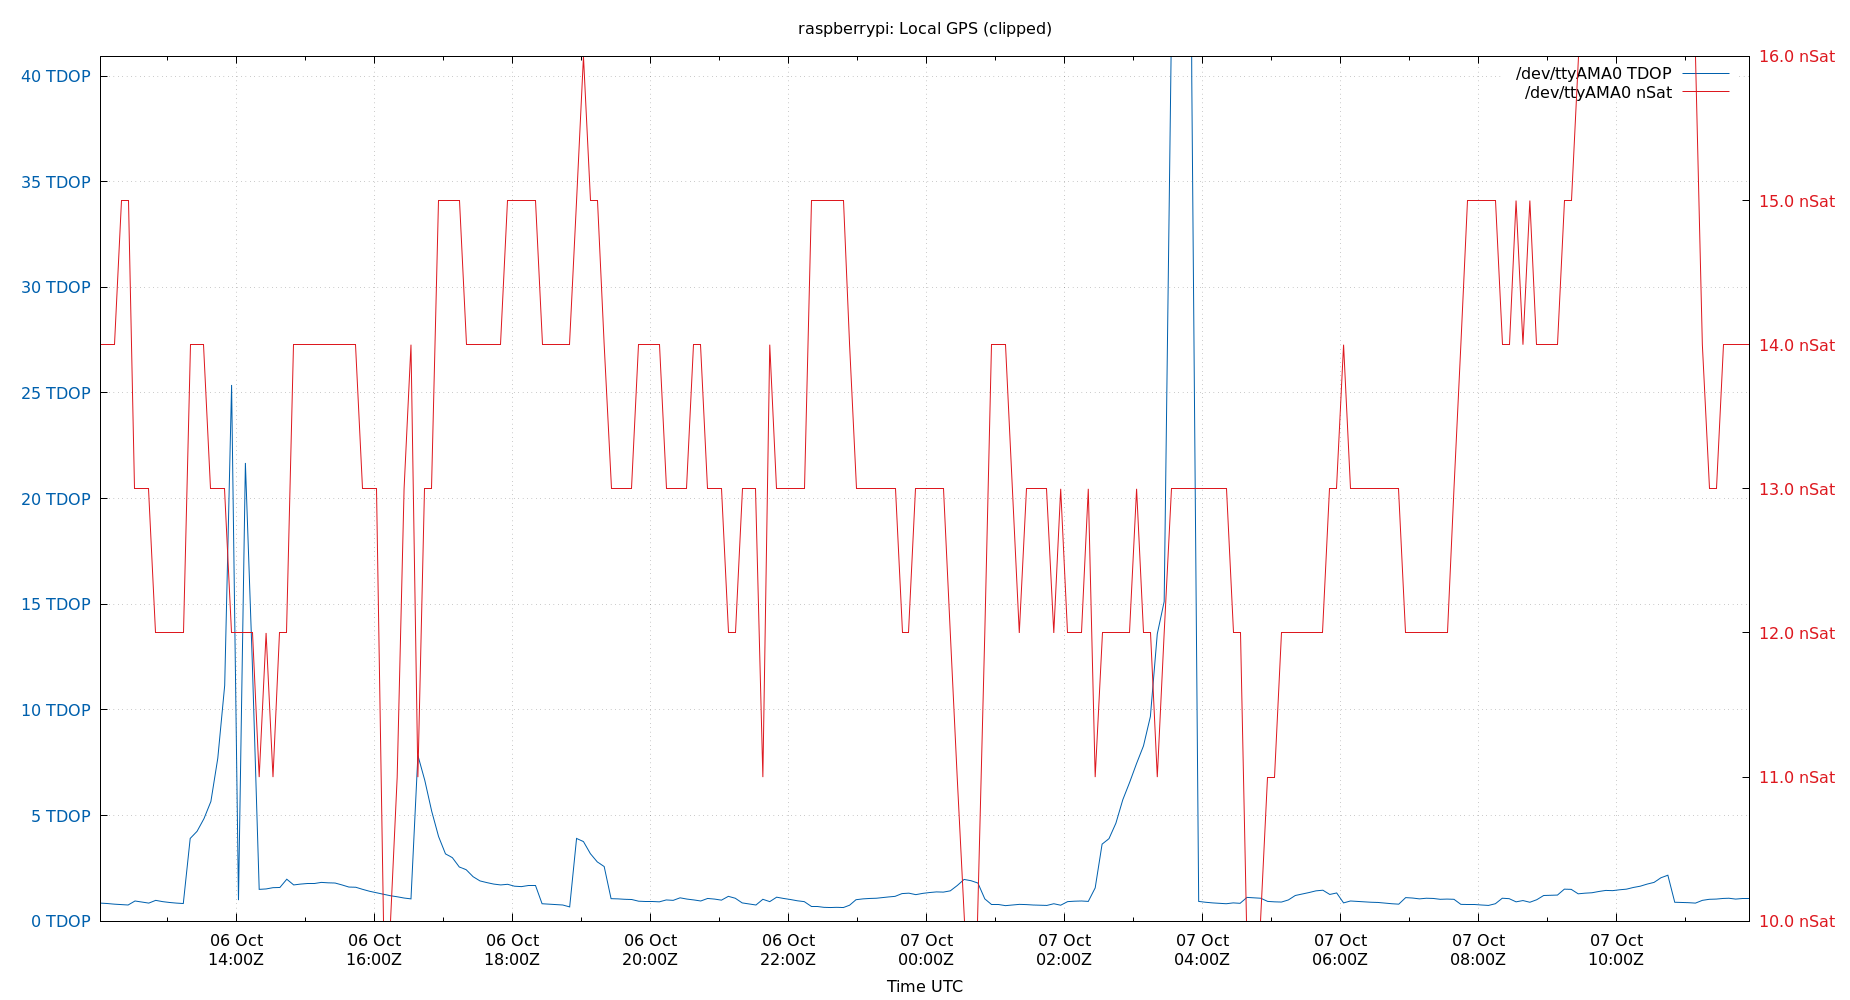 raspberrypi: Local GPS (clipped)
/dev/ttyAMA0 TDOP
/dev/ttyAMA0 nSat
40 TDOP
35 TDOP
30 TDOP
25 TDOP
20 TDOP
15 TDOP
10 TDOP
5 TDOP
0 TDOP
16.0 nSat
15.0 nSat
14.0 nSat
13.0 nSat
12.0 nSat
11.0 nSat
10.0 nSat
06 Oct 06 Oct 06 Oct 06 Oct 06 Oct 07 Oct 07 Oct 07 Oct 07 Oct 07 Oct 07 Oct
14:00Z 16:00Z 18:00Z 20:00Z 22:00Z 00:00Z 02:00Z 04:00Z 06:00Z 08:00Z 10:00Z
Time UTC